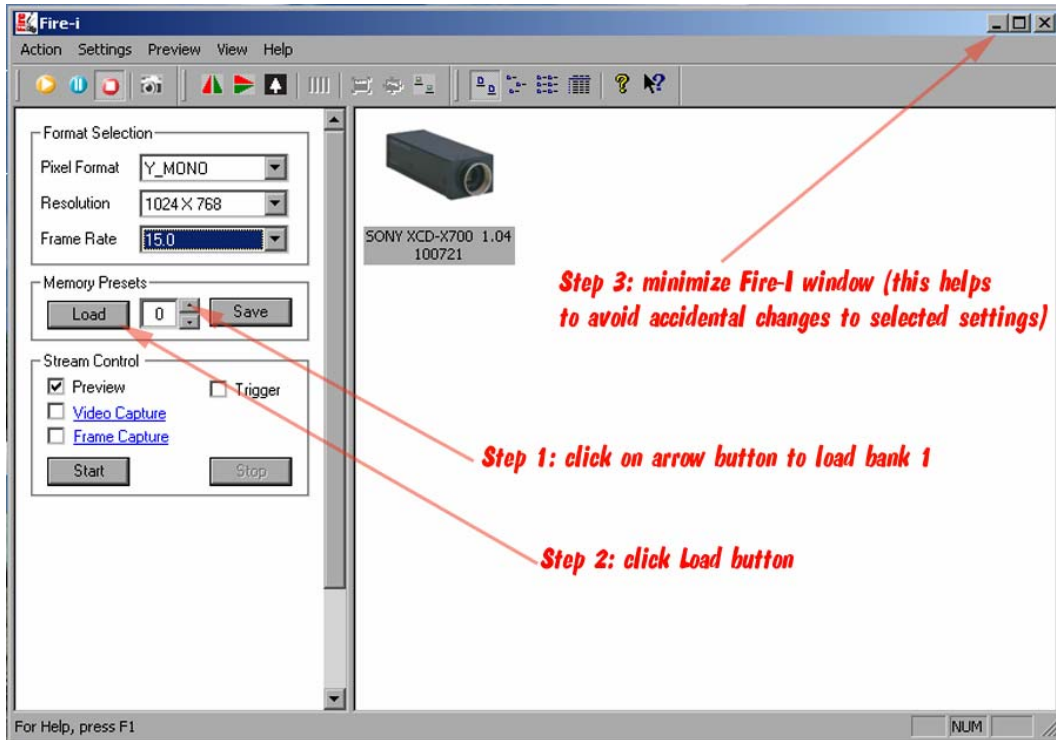 Fire-i
Action Settings Preview View Help
Format Selection
Pixel Format Y_MONO
Resolution 1024 X 768
Frame Rate 15.0
SONY XCD-X700 1.04
100721
Memory Presets
Load 0 Save
Step 3: minimize Fire-I window (this helps
to avoid accidental changes to selected settings)
Stream Control
Preview Trigger
Video Capture
Frame Capture
Start Stop
Step 1: click on arrow button to load bank 1
Step 2: click Load button
For Help, press F1 NUM